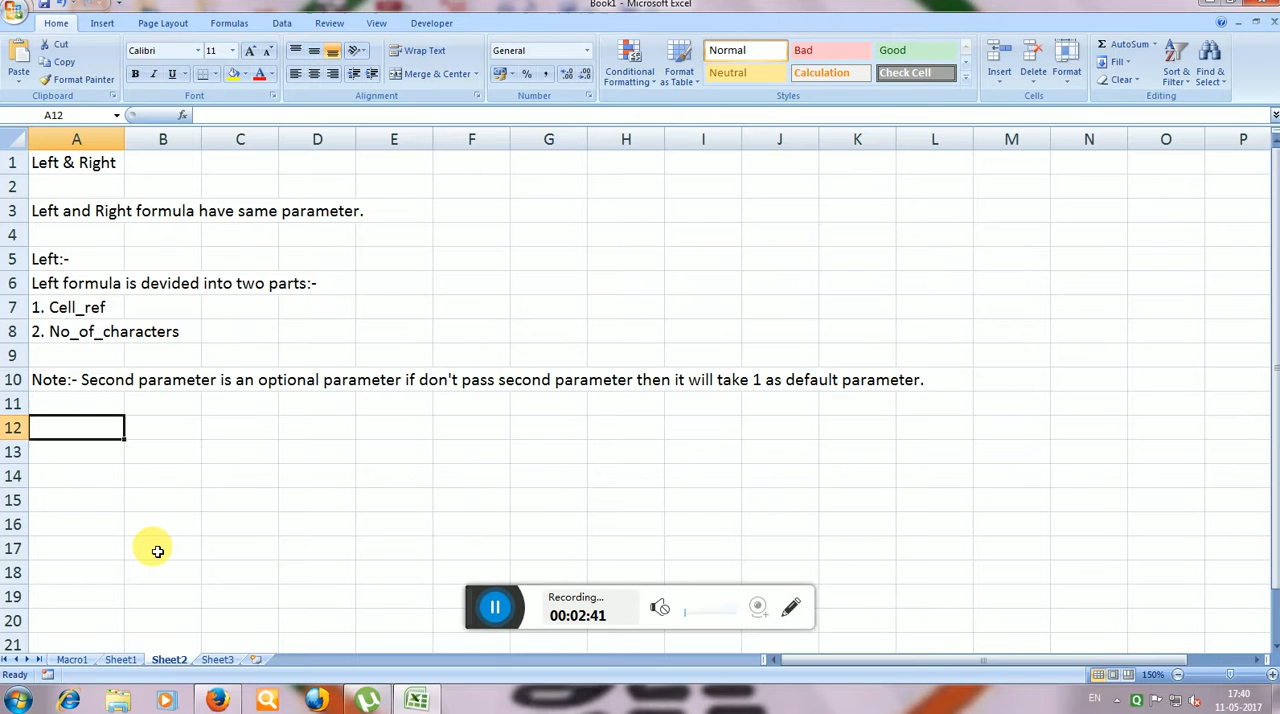 Book1 - Microsoft Excel
Home Insert Page Layout Formulas Data Review View Developer
Cut Calibri 11 A A Wrap Text General Normal Bad Good AutoSum
Copy Fill
Paste Format Painter B I U A Merge & Center % , Conditional Formatting Format as Table Neutral Calculation Check Cell Insert Delete Format Clear Sort & Filter Find & Select
Clipboard Font Alignment Number Styles Cells Editing
A12 fx
A B C D E F G H I J K L M N O P
1 Left & Right
2
3 Left and Right formula have same parameter.
4
5 Left:-
6 Left formula is devided into two parts:-
7 1. Cell_ref
8 2. No_of_characters
9
10 Note:- Second parameter is an optional parameter if don't pass second parameter then it will take 1 as default parameter.
11
12
13
14
15
16
17
18
19
20
21
Recording...
00:02:41
Macro1 Sheet1 Sheet2 Sheet3
Ready 150%
EN 17:40
11-05-2017